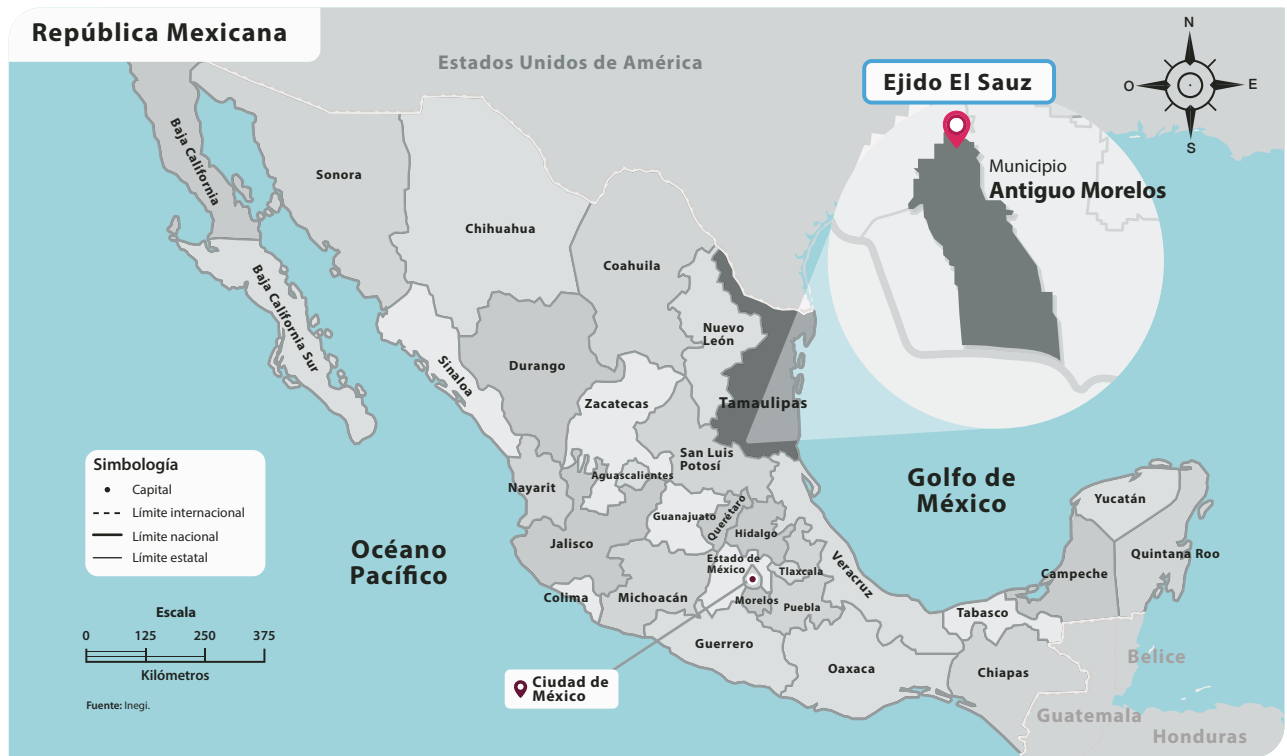 República Mexicana
Estados Unidos de América
N
O
E
S
Ejido El Sauz
Municipio
Antiguo Morelos
Baja California
Sonora
Chihuahua
Coahuila
Baja California Sur
Nuevo
León
Sinaloa
Durango
Zacatecas
Tamaulipas
San Luis
Potosí
Nayarit
Aguascalientes
Guanajuato
Querétaro
Hidalgo
Jalisco
Estado de
México
Tlaxcala
Veracruz
Colima
Michoacán
Morelos
Puebla
Guerrero
Oaxaca
Tabasco
Chiapas
Campeche
Yucatán
Quintana Roo
Golfo de
México
Océano
Pacífico
Belice
Guatemala
Honduras
Ciudad de
México
Simbología
Capital
Límite internacional
Límite nacional
Límite estatal
Escala
0 125 250 375
Kilómetros
Fuente: Inegi.